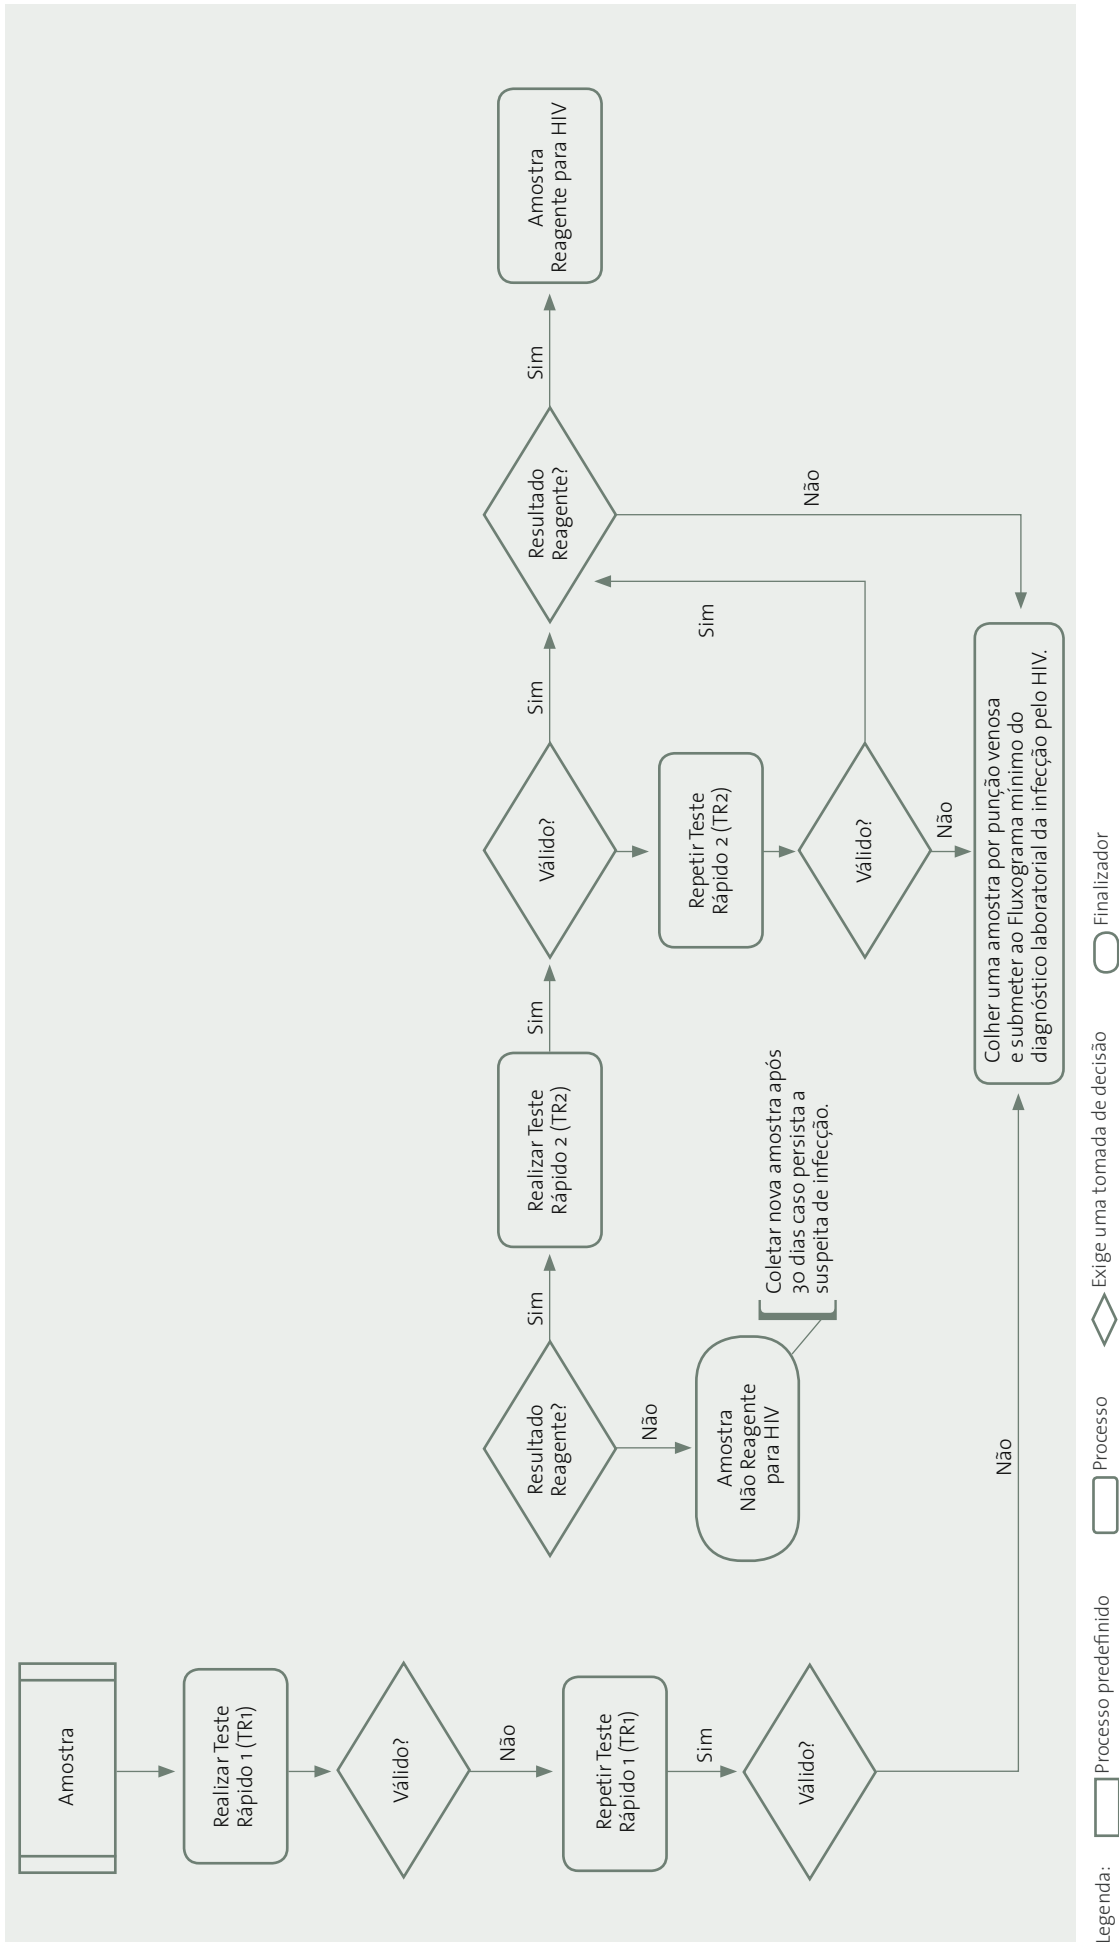 Amostra
Realizar Teste
Rápido 1 (TR1)
Válido?
Não
Repetir Teste
Rápido 1 (TR1)
Sim
Válido?
Não
Resultado
Reagente?
Não
Amostra
Não Reagente
para HIV
Coletar nova amostra após
30 dias caso persista a
suspeita de infecção.
Sim
Realizar Teste
Rápido 2 (TR2)
Sim
Válido?
Repetir Teste
Rápido 2 (TR2)
Válido?
Não
Sim
Sim
Resultado
Reagente?
Não
Sim
Amostra
Reagente para HIV
Colher uma amostra por punção venosa
e submeter ao Fluxograma mínimo do
diagnóstico laboratorial da infecção pelo HIV.
Legenda:
Processo predefinido
Processo
Exige uma tomada de decisão
Finalizador